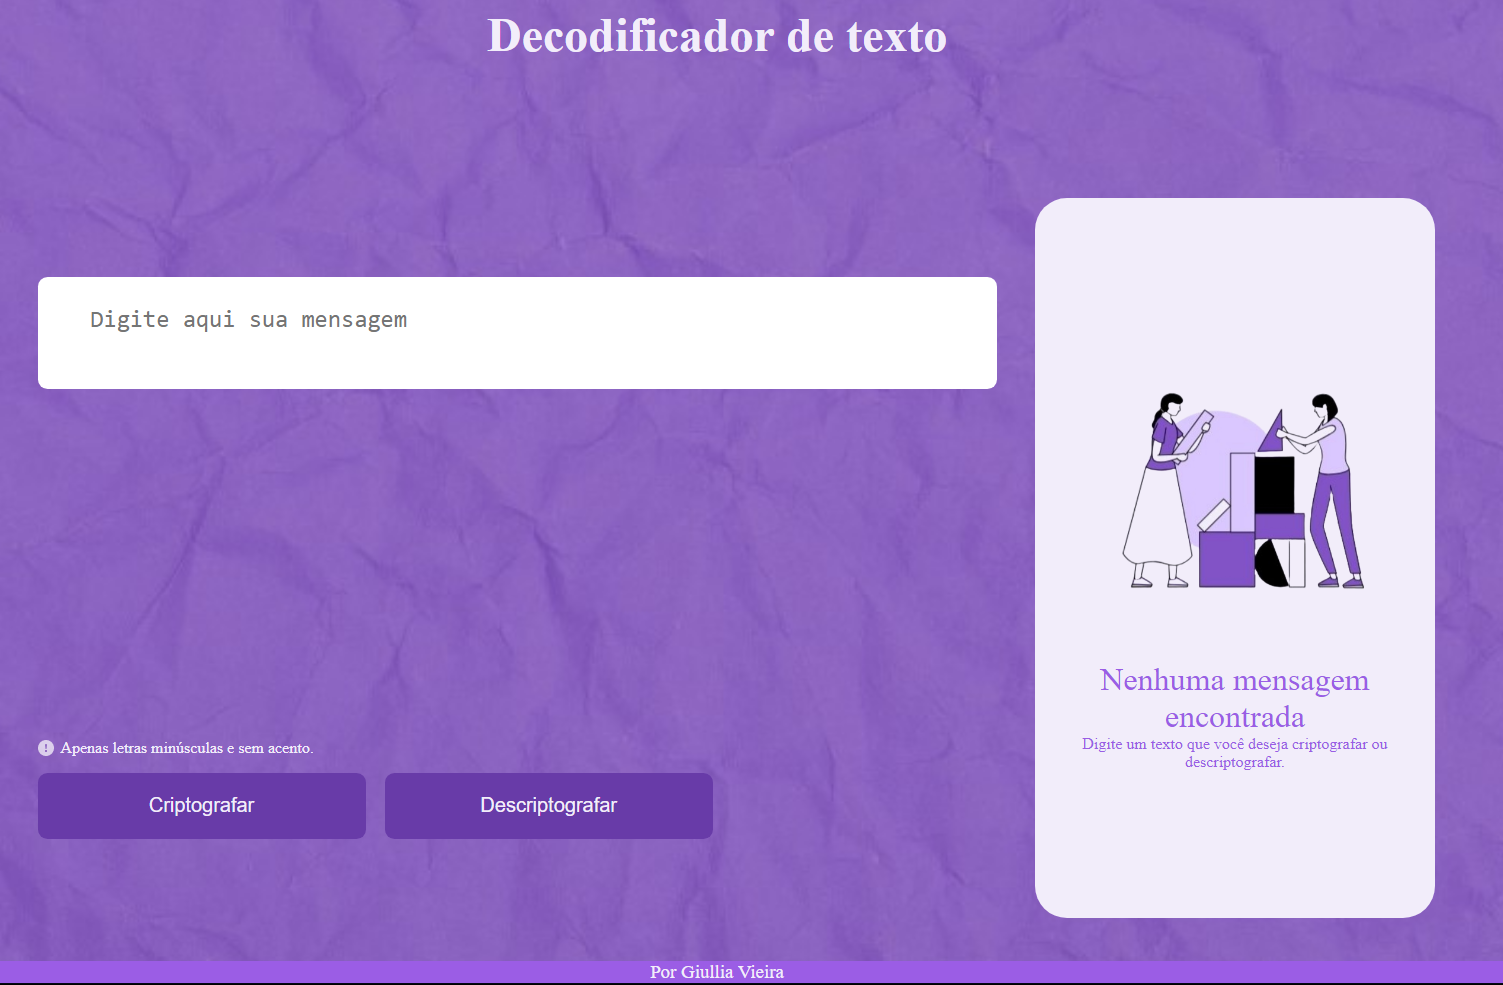 Decodificador de texto
Digite aqui sua mensagem
! Apenas letras minúsculas e sem acento.
Criptografar
Descriptografar
Nenhuma mensagem
encontrada
Digite um texto que você deseja criptografar ou
descriptografar.
Por Giullia Vieira